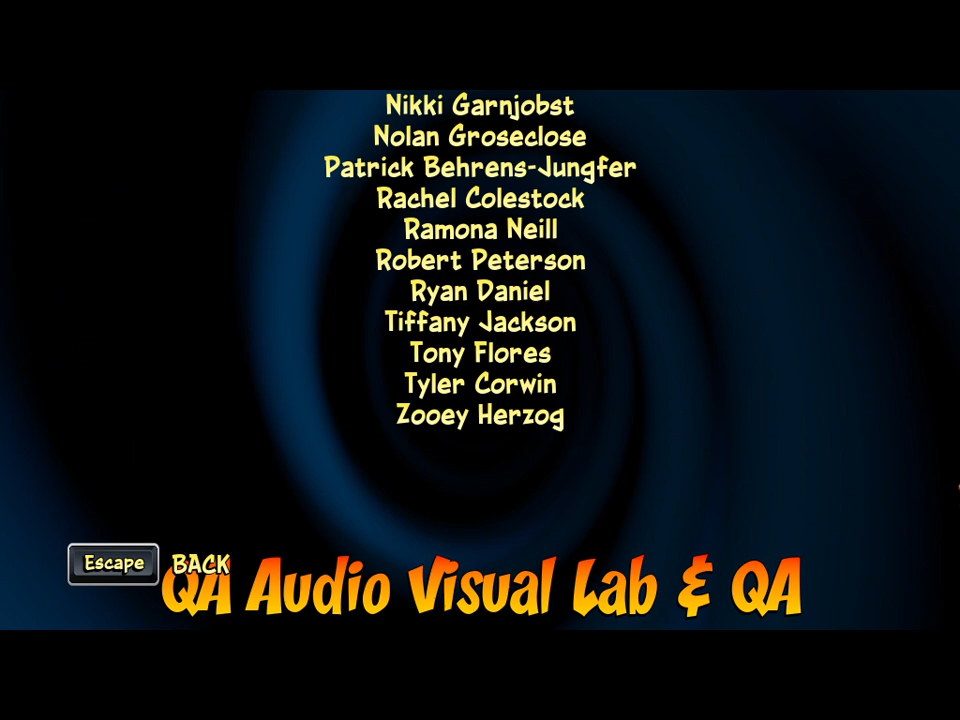 Nikki Garnjobst
Nolan Groseclose
Patrick Behrens-Jungfer
Rachel Colestock
Ramona Neill
Robert Peterson
Ryan Daniel
Tiffany Jackson
Tony Flores
Tyler Corwin
Zooey Herzog
Escape BACK
QA Audio Visual Lab & QA